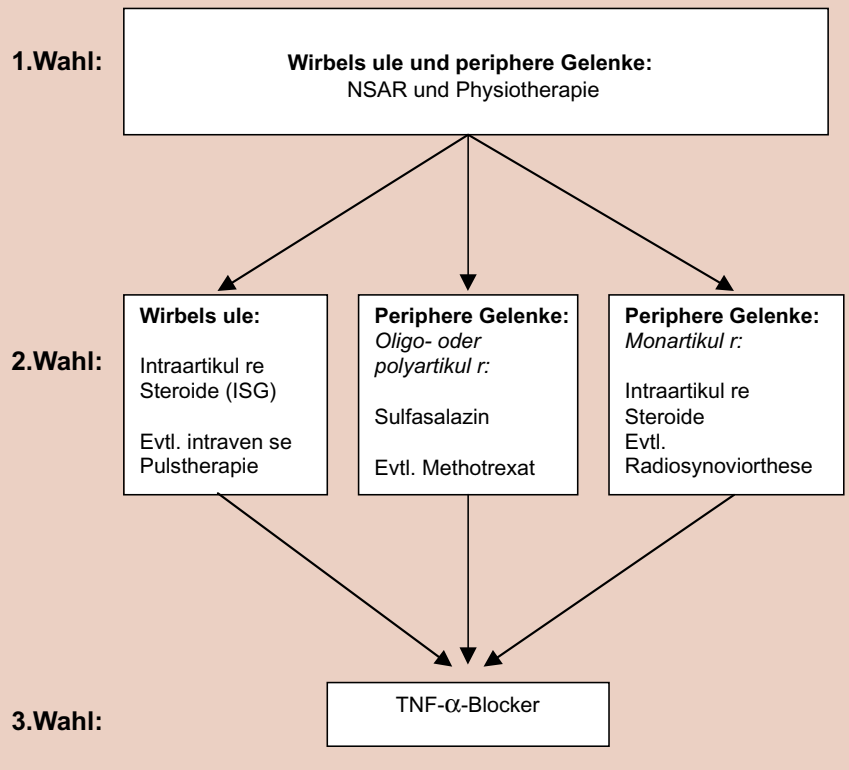 1.Wahl:
Wirbels ule und periphere Gelenke:
NSAR und Physiotherapie
2.Wahl:
Wirbels ule:
Intraartikul re
Steroide (ISG)
Evtl. intraven se
Pulstherapie
Periphere Gelenke:
Oligo- oder
polyartikul r:
Sulfasalazin
Evtl. Methotrexat
Periphere Gelenke:
Monartikul r:
Intraartikul re
Steroide
Evtl.
Radiosynoviorthese
3.Wahl:
TNF-α-Blocker